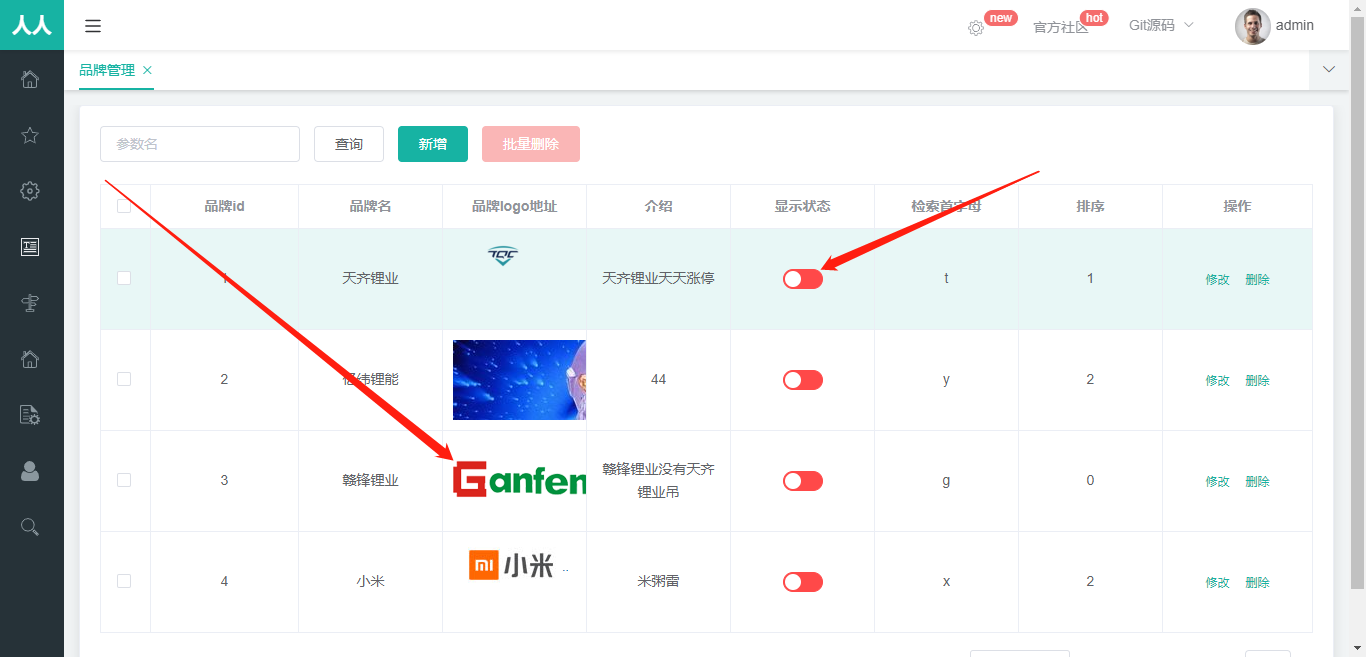 人人
new
官方社区
hot
Git源码
admin
品牌管理
参数名
查询
新增
批量删除
品牌id
品牌名
品牌logo地址
介绍
显示状态
检索首字母
排序
操作
1
天齐锂业
TQC
天齐锂业天天涨停
t
1
修改
删除
2
亿纬锂能
44
y
2
修改
删除
3
赣锋锂业
Ganfen
赣锋锂业没有天齐
锂业吊
g
0
修改
删除
4
小米
mi 小米 ..
米粥雷
x
2
修改
删除